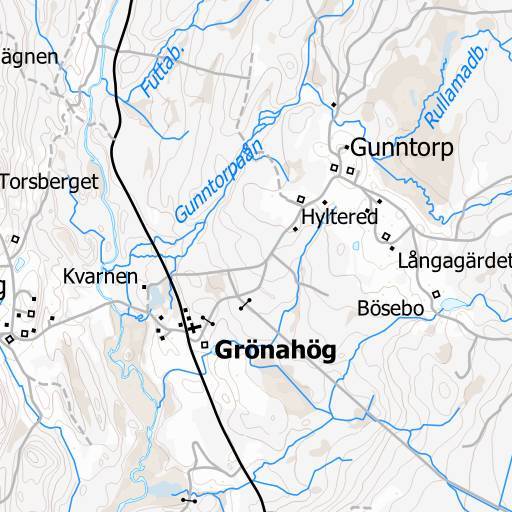 ägnen
Futtab.
Rullamadb.
Gunntorp
Gunntorpaån
Torsberget
Hyltered
Långagärdet
Kvarnen
g
Bösebo
Grönahög